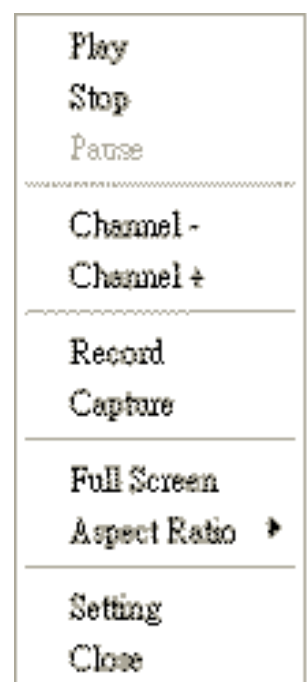 Play
Stop
Pause
Channel -
Channel +
Record
Capture
Full Screen
Aspect Ratio
Setting
Close